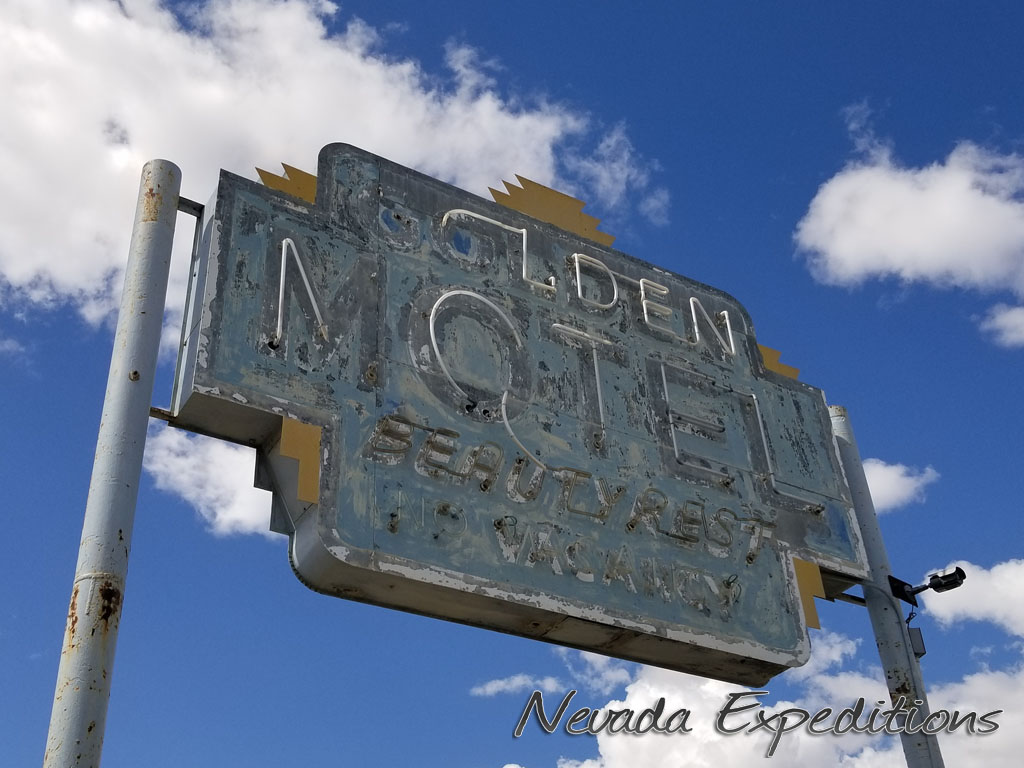 GOLDEN
MOTEL
BEAUTYREST
NO VACANCY
Nevada Expeditions